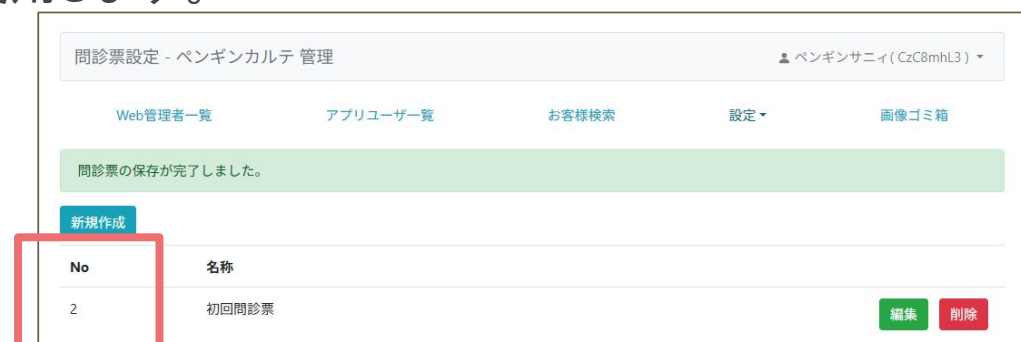 します。
問診票設定 - ペンギンカルテ 管理
ペンギンサニィ( CzC8mhL3 )
Web管理者一覧 アプリユーザ一覧 お客様検索 設定 画像ゴミ箱
問診票の保存が完了しました。
新規作成
No 名称
2 初回問診票 編集 削除